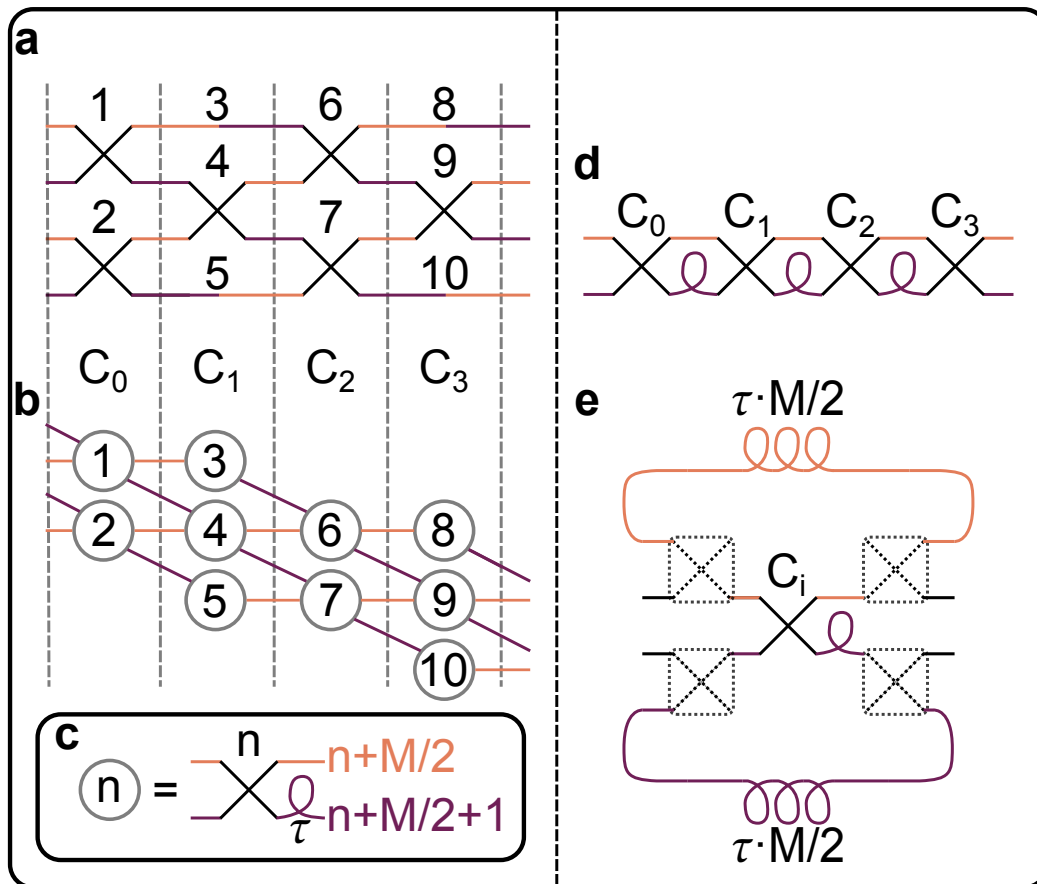 a
1 3 6 8
4 9
2 7
5 10
C0 C1 C2 C3
b
1 3
2 4 6 8
5 7 9
10
c
n = n n+M/2
τ n+M/2+1
d
C0 C1 C2 C3
e
τ·M/2
Ci
τ·M/2